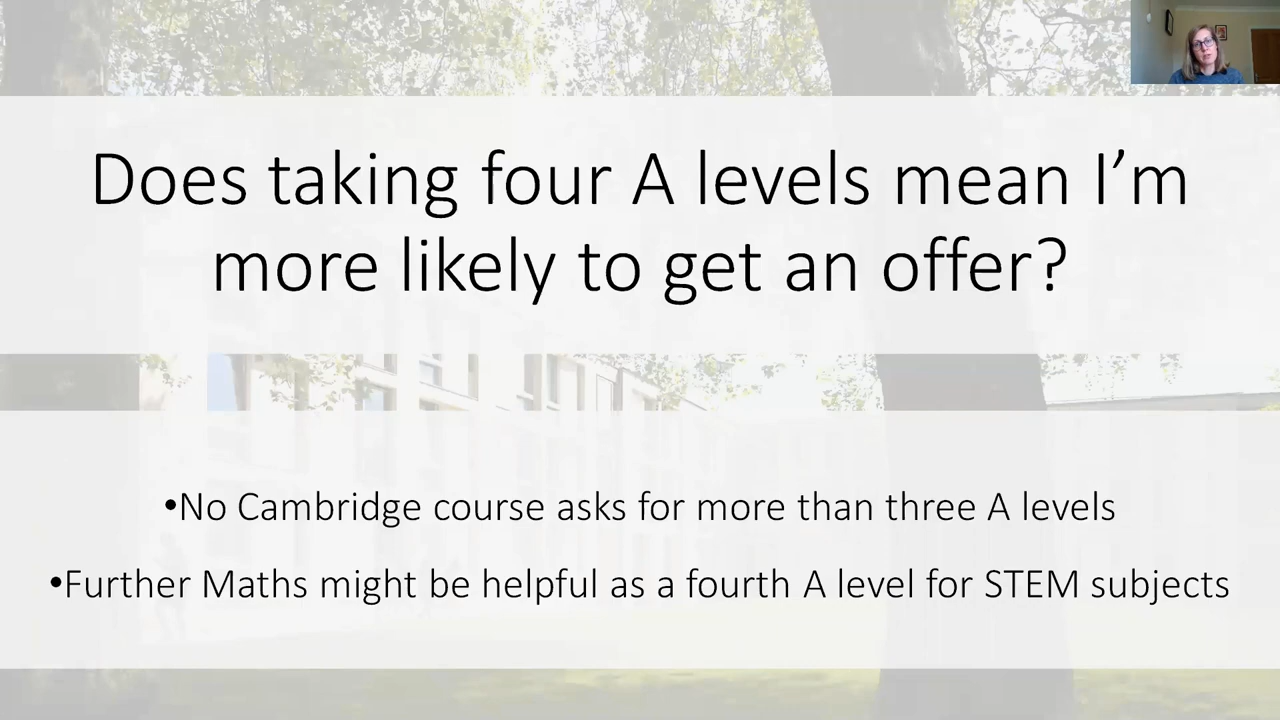 Does taking four A levels mean I’m
more likely to get an offer?
•No Cambridge course asks for more than three A levels
•Further Maths might be helpful as a fourth A level for STEM subjects